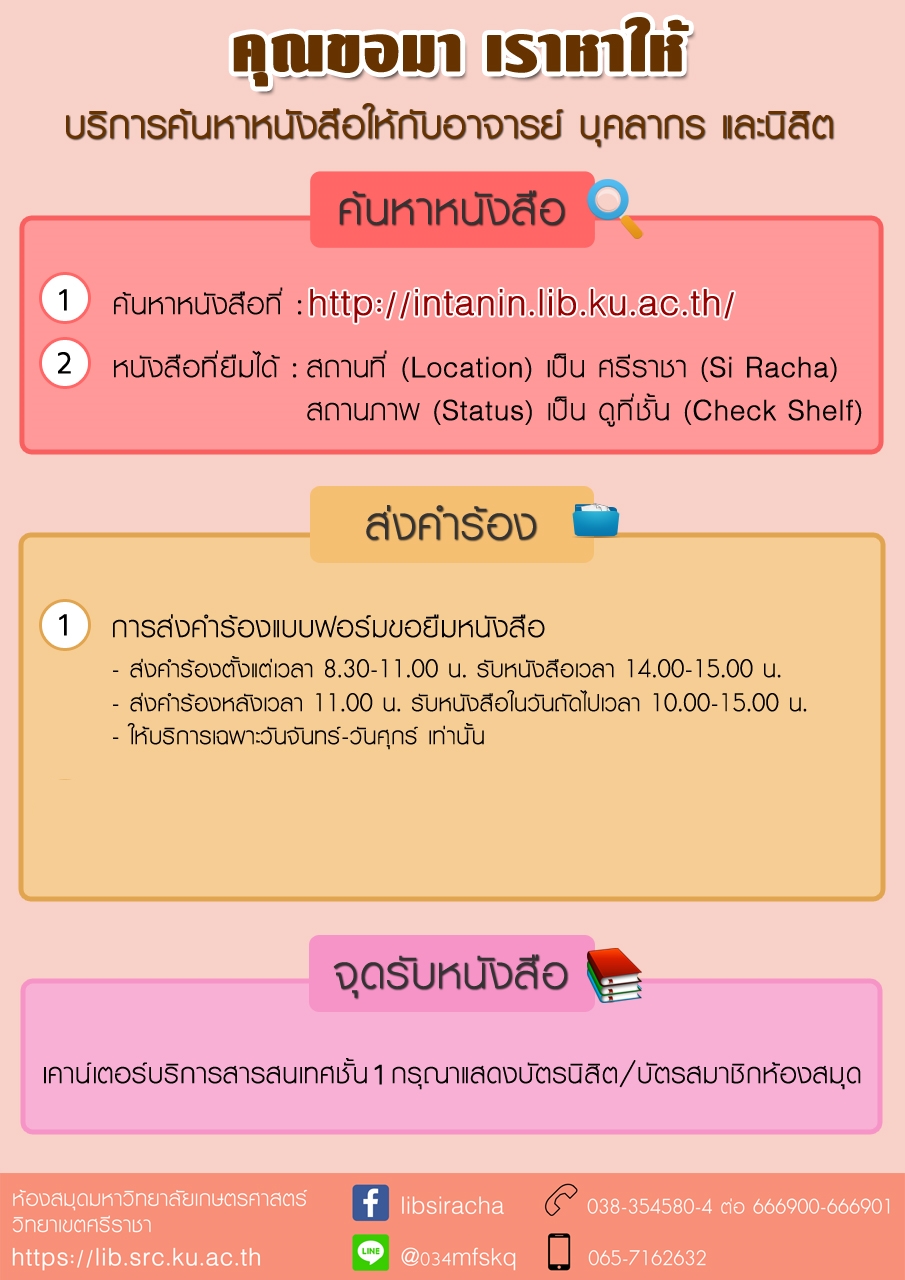 คุณขอมา เราหาให้
บริการค้นหาหนังสือให้กับอาจารย์ บุคลากร และนิสิต
ค้นหาหนังสือ
1 ค้นหาหนังสือที่ : http://intanin.lib.ku.ac.th/
2 หนังสือที่ยืมได้ : สถานที่ (Location) เป็น ศรีราชา (Si Racha)
สถานภาพ (Status) เป็น ดูที่ชั้น (Check Shelf)
ส่งคำร้อง
1 การส่งคำร้องแบบฟอร์มขอยืมหนังสือ
- ส่งคำร้องตั้งแต่เวลา 8.30-11.00 น. รับหนังสือเวลา 14.00-15.00 น.
- ส่งคำร้องหลังเวลา 11.00 น. รับหนังสือในวันถัดไปเวลา 10.00-15.00 น.
- ให้บริการเฉพาะวันจันทร์-วันศุกร์ เท่านั้น
จุดรับหนังสือ
เคาน์เตอร์บริการสารสนเทศชั้น 1 กรุณาแสดงบัตรนิสิต/บัตรสมาชิกห้องสมุด
ห้องสมุดมหาวิทยาลัยเกษตรศาสตร์
วิทยาเขตศรีราชา
https://lib.src.ku.ac.th
libsiracha
LINE @034mfskq
038-354580-4 ต่อ 666900-666901
065-7162632